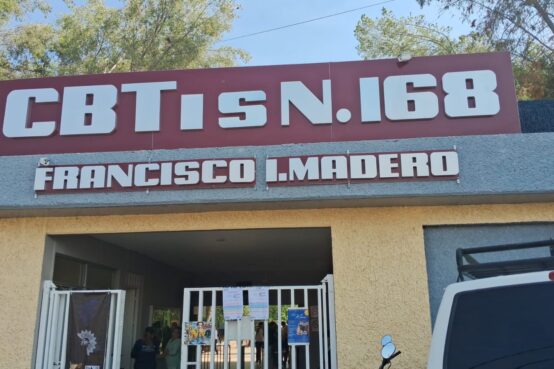 CBTis N.168
FRANCISCO I.MADERO